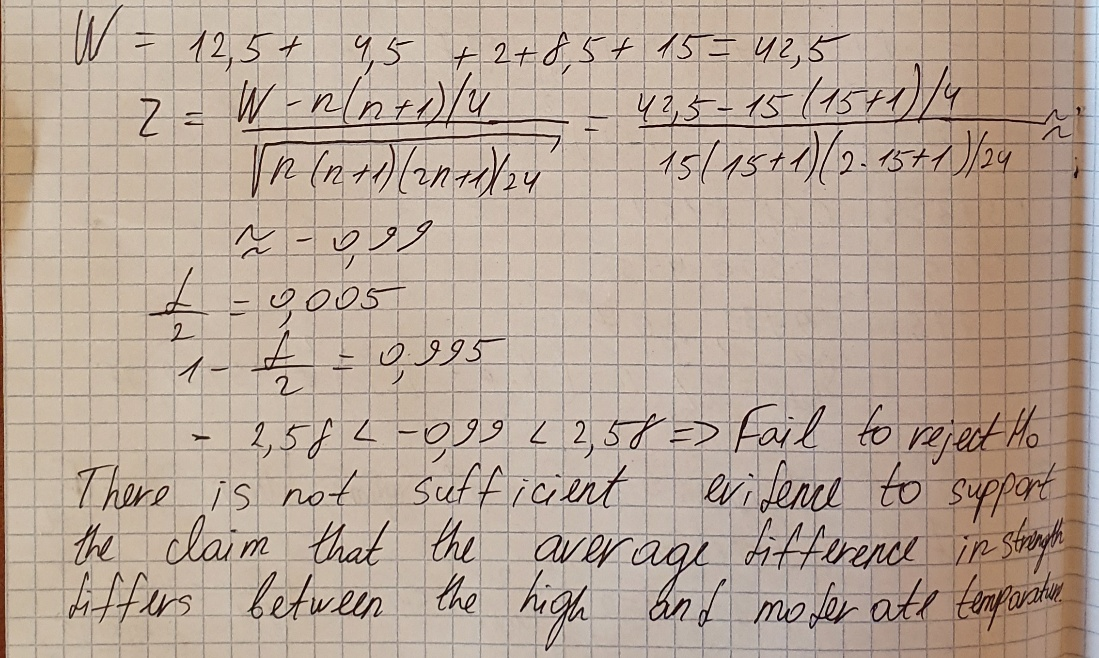 W = 12,5 + 4,5 + 2 + 8,5 + 15 = 42,5
Z = (W - n(n+1)/4) / √(n(n+1)(2n+1)/24) = (42,5 - 15(15+1)/4) / (15(15+1)(2·15+1)/24) ≈
≈ - 0,99
α/2 = 0,005
1 - α/2 = 0,995
- 2,58 < -0,99 < 2,58 => Fail to reject H₀
There is not sufficient evidence to support
the claim that the average difference in strength
differs between the high and moderate temparature